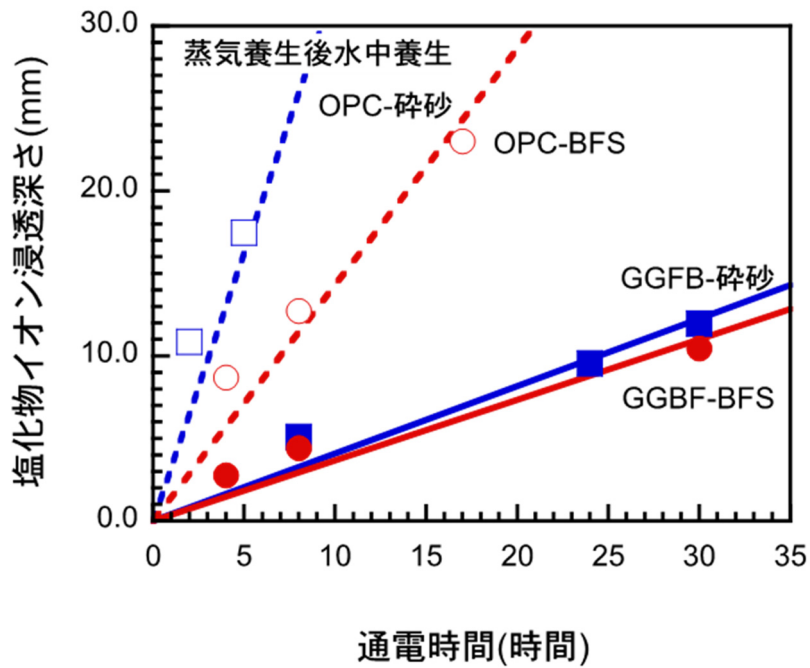 30.0
蒸気養生後水中養生
OPC-砕砂
OPC-BFS
20.0
GGFB-砕砂
10.0
GGBF-BFS
0.0
0 5 10 15 20 25 30 35
塩化物イオン浸透深さ(mm)
通電時間(時間)